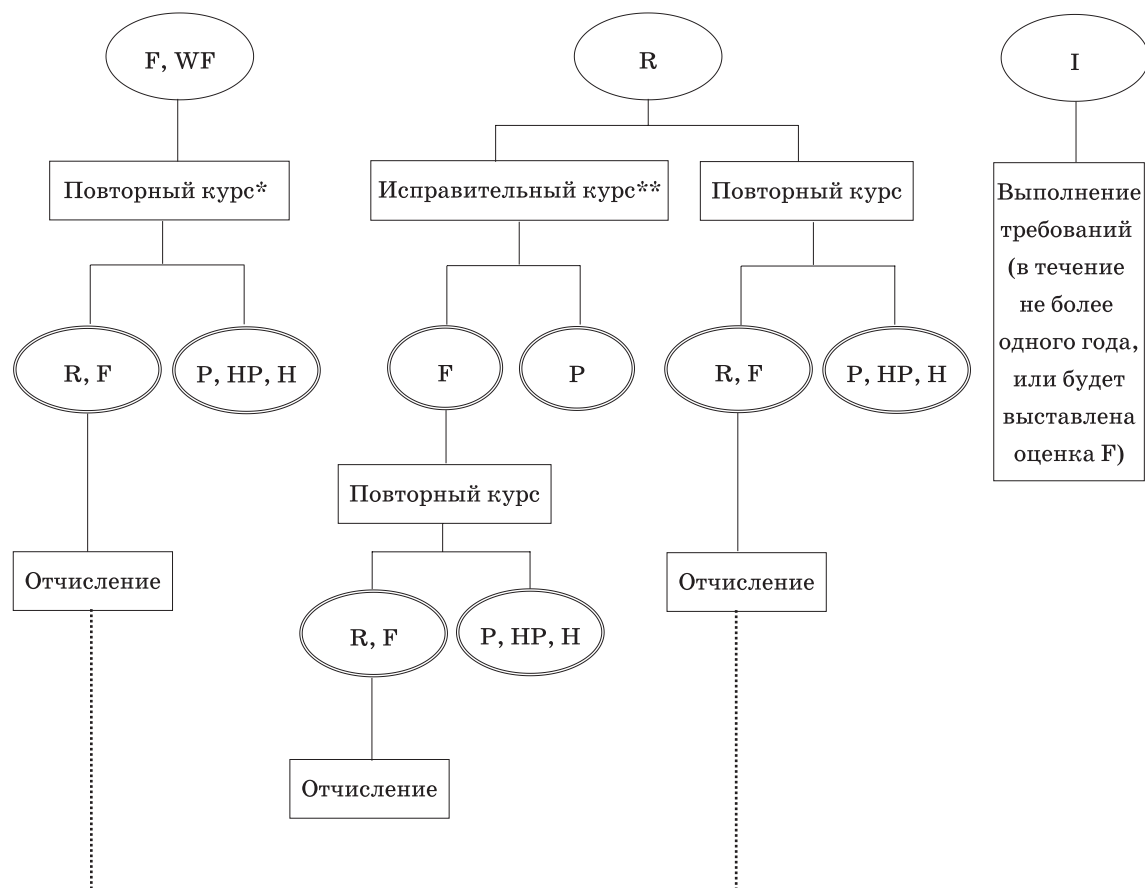 F, WF
R
I
Повторный курс*
Исправительный курс**
Повторный курс
Выполнение
требований
(в течение
не более
одного года,
или будет
выставлена
оценка F)
R, F
P, HP, H
F
P
R, F
P, HP, H
Повторный курс
Отчисление
Отчисление
R, F
P, HP, H
Отчисление